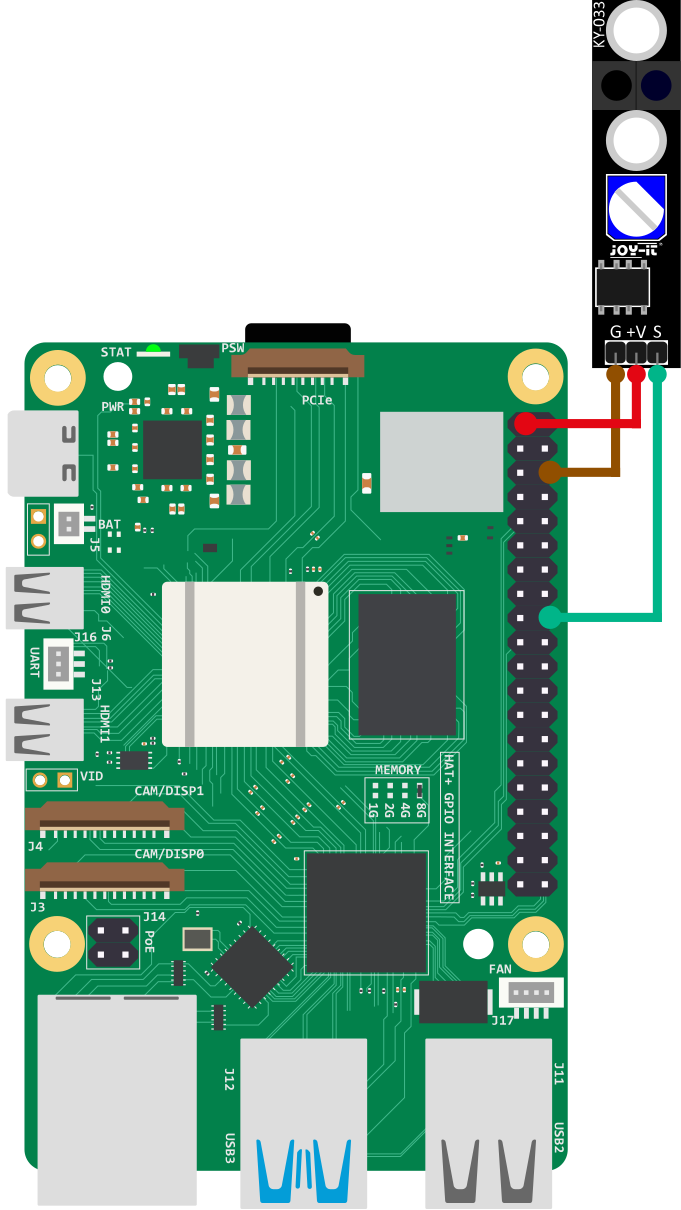 KY-033
JOY-iT
G +V S
STAT
PSW
PCIe
PWR
BAT
J5
HDMI0
J6
J16
UART
J13
HDMI1
VID
CAM/DISP1
MEMORY
1G
2G
4G
8G
HAT+ GPIO INTERFACE
J4
CAM/DISP0
J3
J14
PoE
FAN
J17
J12
J11
USB3
USB2